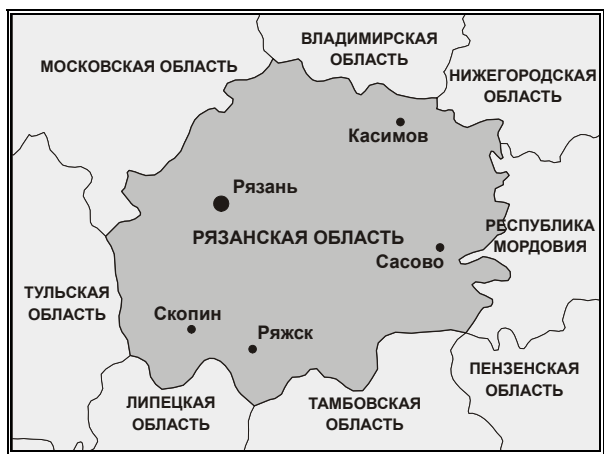 ВЛАДИМИРСКАЯ
ОБЛАСТЬ
МОСКОВСКАЯ ОБЛАСТЬ
НИЖЕГОРОДСКАЯ
ОБЛАСТЬ
Касимов
Рязань
РЯЗАНСКАЯ ОБЛАСТЬ
РЕСПУБЛИКА
МОРДОВИЯ
Сасово
ТУЛЬСКАЯ
ОБЛАСТЬ
Скопин
Ряжск
ПЕНЗЕНСКАЯ
ОБЛАСТЬ
ЛИПЕЦКАЯ
ОБЛАСТЬ
ТАМБОВСКАЯ
ОБЛАСТЬ